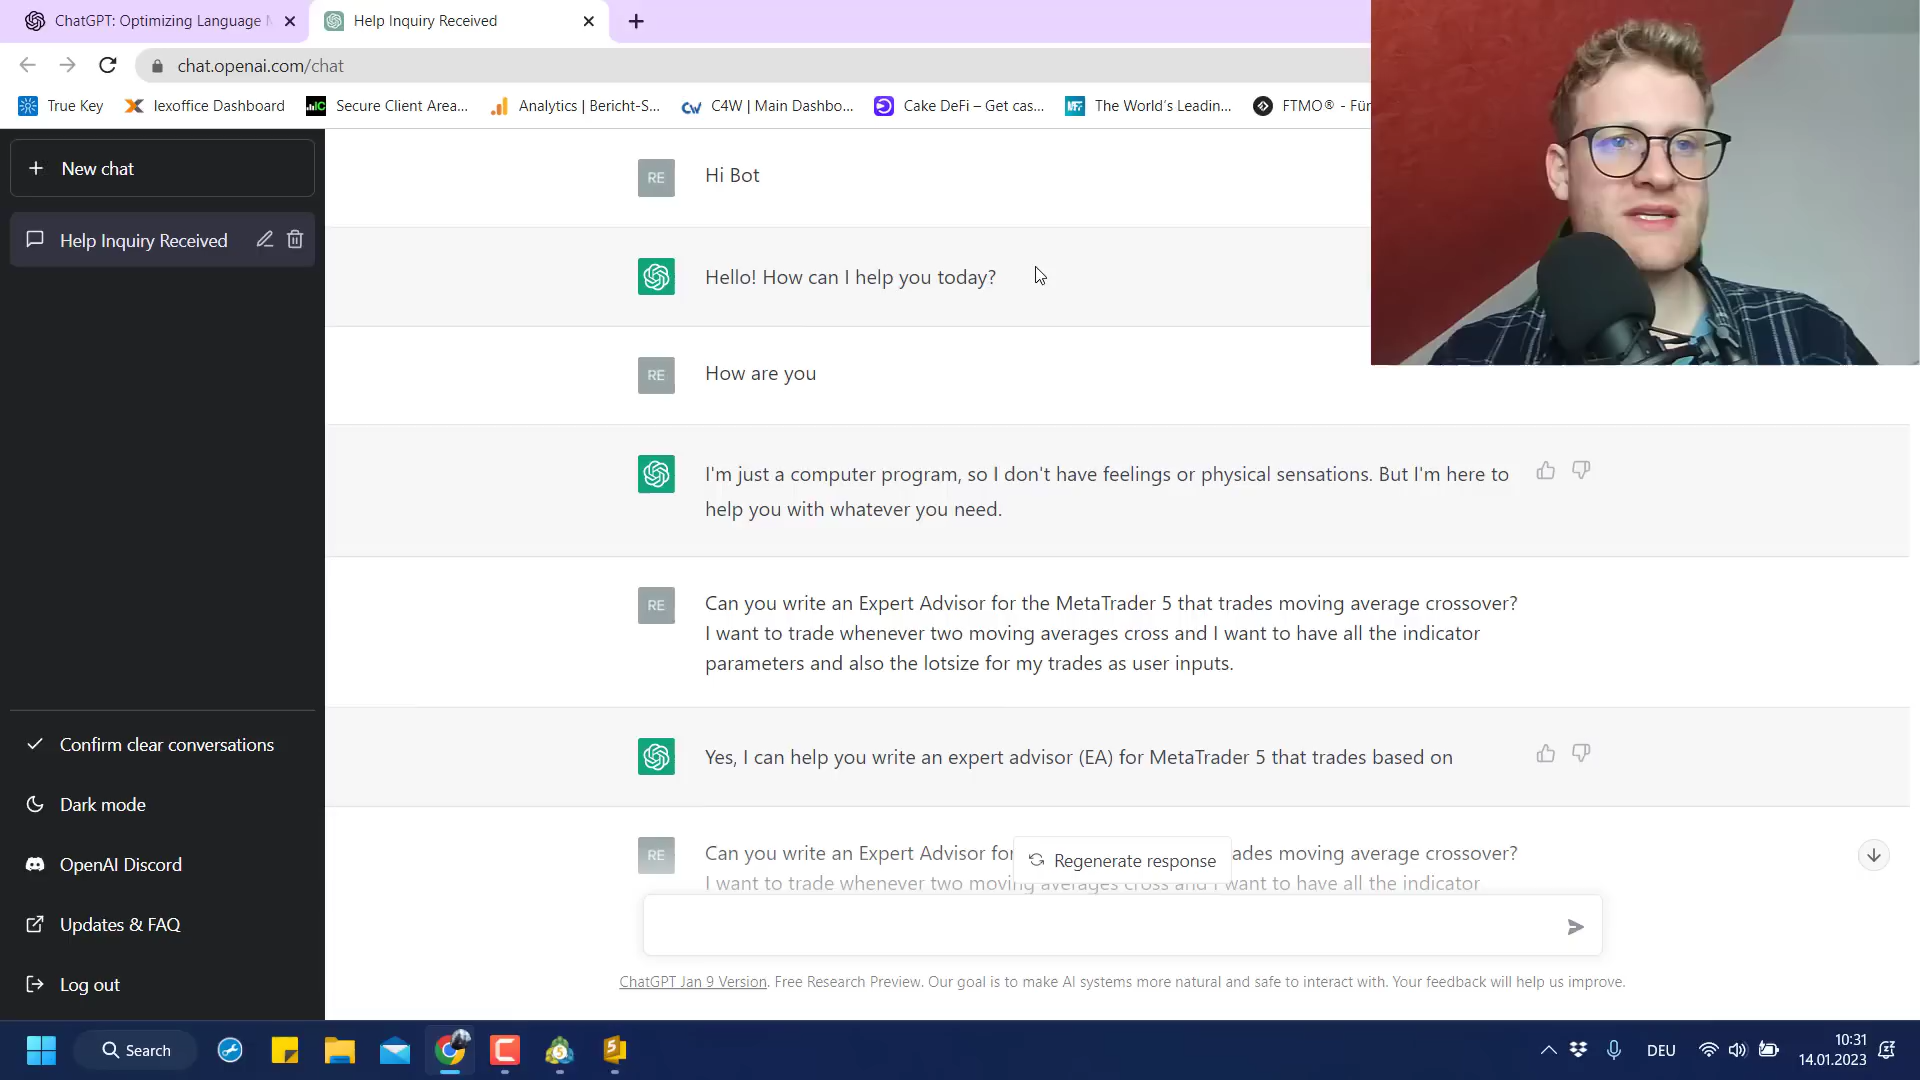 ChatGPT: Optimizing Language
Help Inquiry Received
chat.openai.com/chat
True Key
lexoffice Dashboard
Secure Client Area...
Analytics | Bericht-S...
C4W | Main Dashbo...
Cake DeFi – Get cas...
The World's Leadin...
FTMO® - Für
New chat
Help Inquiry Received
Confirm clear conversations
Dark mode
OpenAI Discord
Updates & FAQ
Log out
RE
Hi Bot
Hello! How can I help you today?
RE
How are you
I'm just a computer program, so I don't have feelings or physical sensations. But I'm here to
help you with whatever you need.
RE
Can you write an Expert Advisor for the MetaTrader 5 that trades moving average crossover?
I want to trade whenever two moving averages cross and I want to have all the indicator
parameters and also the lotsize for my trades as user inputs.
Yes, I can help you write an expert advisor (EA) for MetaTrader 5 that trades based on
RE
Can you write an Expert Advisor for
ades moving average crossover?
I want to trade whenever two moving averages cross and I want to have all the indicator
Regenerate response
ChatGPT Jan 9 Version. Free Research Preview. Our goal is to make AI systems more natural and safe to interact with. Your feedback will help us improve.
Search
DEU
10:31
14.01.2023